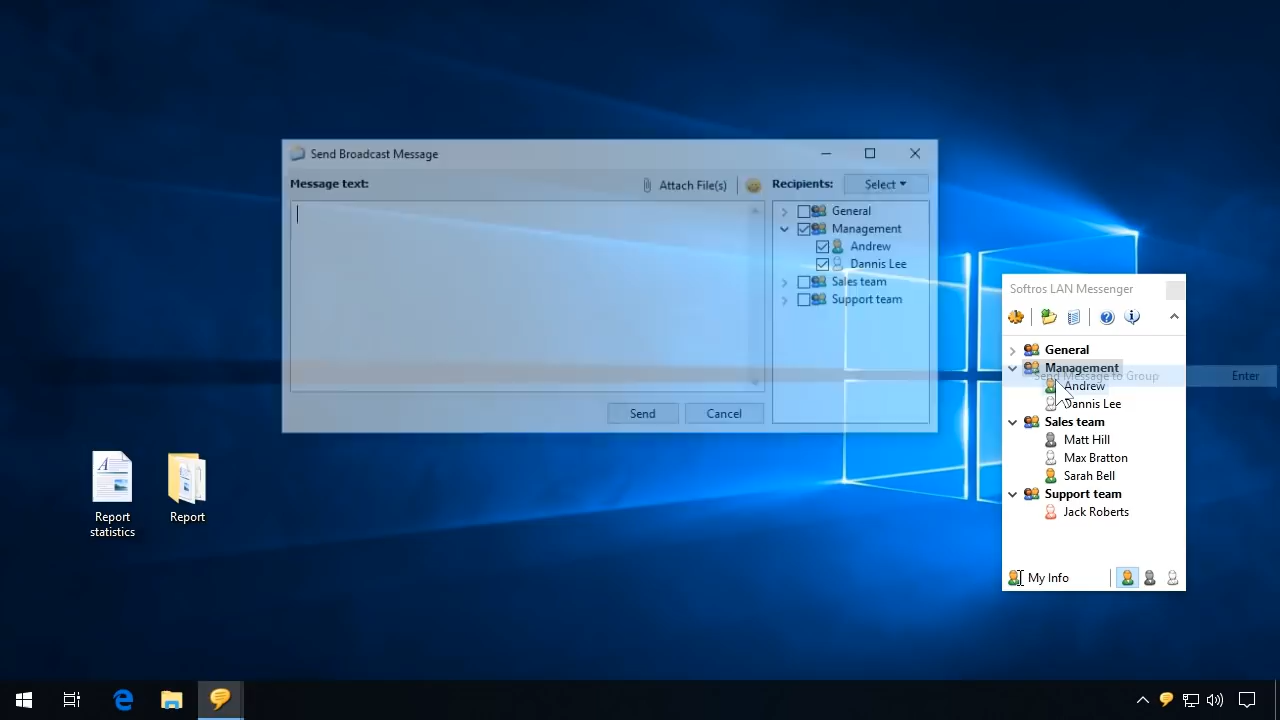 Send Broadcast Message
Message text:
Attach File(s)
Recipients:
Select
General
Management
Andrew
Dannis Lee
Sales team
Support team
Send
Cancel
Softros LAN Messenger
General
Management
Send Message to Group Enter
Andrew
Dannis Lee
Sales team
Matt Hill
Max Bratton
Sarah Bell
Support team
Jack Roberts
My Info
Report
statistics
Report